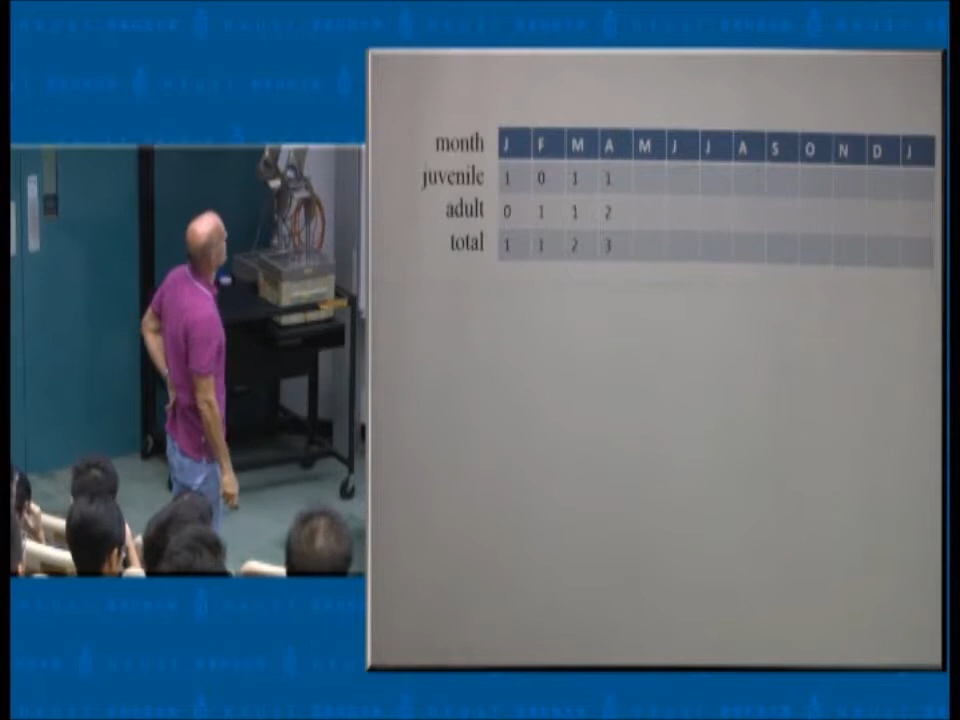 month J F M A M J J A S O N D J
juvenile 1 0 1 1
adult 0 1 1 2
total 1 1 2 3